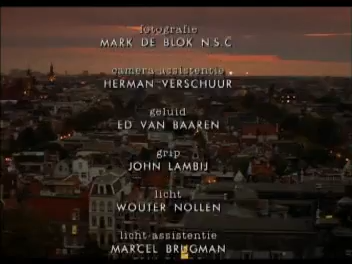 fotografie
MARK DE BLOK N.S.C
camera-assistentie
HERMAN VERSCHUUR
geluid
ED VAN BAAREN
grip
JOHN LAMBIJ
licht
WOUTER NOLLEN
licht-assistentie
MARCEL BRUGMAN